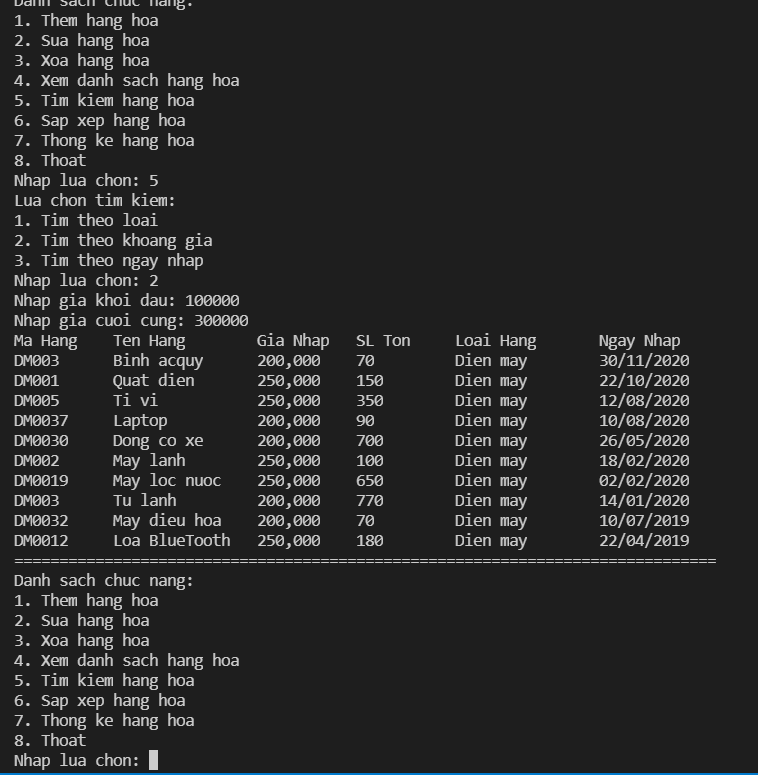 Danh sach chuc nang:
1. Them hang hoa
2. Sua hang hoa
3. Xoa hang hoa
4. Xem danh sach hang hoa
5. Tim kiem hang hoa
6. Sap xep hang hoa
7. Thong ke hang hoa
8. Thoat
Nhap lua chon: 5
Lua chon tim kiem:
1. Tim theo loai
2. Tim theo khoang gia
3. Tim theo ngay nhap
Nhap lua chon: 2
Nhap gia khoi dau: 100000
Nhap gia cuoi cung: 300000
Ma Hang Ten Hang Gia Nhap SL Ton Loai Hang Ngay Nhap
DM003 Binh acquy 200,000 70 Dien may 30/11/2020
DM001 Quat dien 250,000 150 Dien may 22/10/2020
DM005 Ti vi 250,000 350 Dien may 12/08/2020
DM0037 Laptop 200,000 90 Dien may 10/08/2020
DM0030 Dong co xe 200,000 700 Dien may 26/05/2020
DM002 May lanh 250,000 100 Dien may 18/02/2020
DM0019 May loc nuoc 250,000 650 Dien may 02/02/2020
DM003 Tu lanh 200,000 770 Dien may 14/01/2020
DM0032 May dieu hoa 200,000 70 Dien may 10/07/2019
DM0012 Loa BlueTooth 250,000 180 Dien may 22/04/2019
==============================================================================
Danh sach chuc nang:
1. Them hang hoa
2. Sua hang hoa
3. Xoa hang hoa
4. Xem danh sach hang hoa
5. Tim kiem hang hoa
6. Sap xep hang hoa
7. Thong ke hang hoa
8. Thoat
Nhap lua chon: